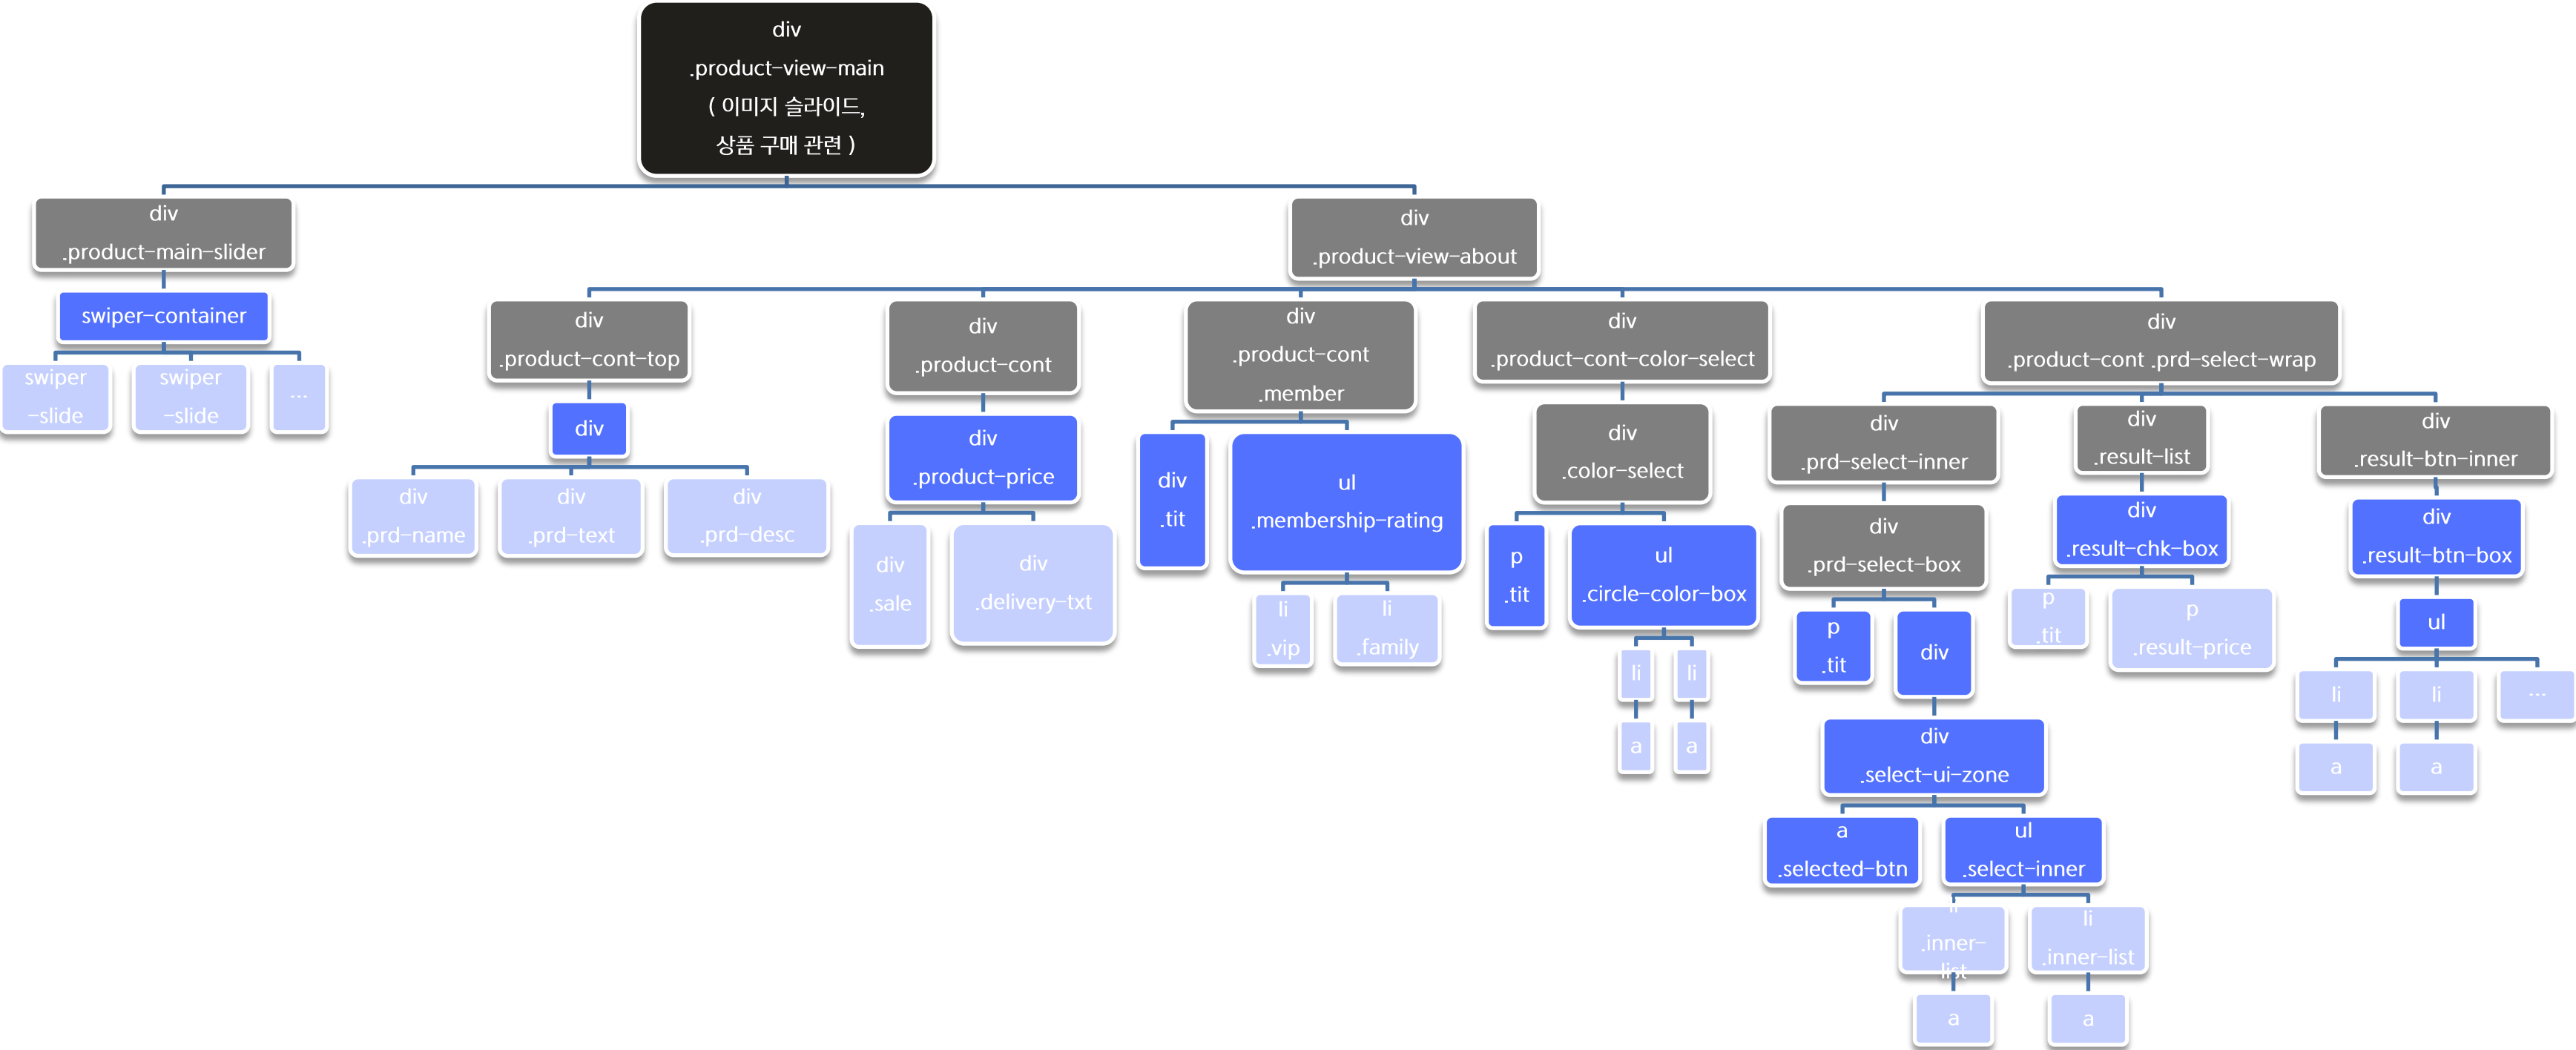 div
.product-view-main
( 이미지 슬라이드,
상품 구매 관련 )
div
.product-main-slider
div
.product-view-about
swiper-container
swiper
-slide
swiper
-slide
...
div
.product-cont-top
div
.product-cont
div
.product-cont
.member
div
.product-cont-color-select
div
.product-cont .prd-select-wrap
div
div
.prd-name
div
.prd-text
div
.prd-desc
div
.product-price
div
.sale
div
.delivery-txt
div
.tit
ul
.membership-rating
li
.vip
li
.family
div
.color-select
p
.tit
ul
.circle-color-box
li
li
a
a
div
.prd-select-inner
div
.prd-select-box
p
.tit
div
div
.select-ui-zone
a
.selected-btn
ul
.select-inner
li
.inner-
list
li
.inner-list
a
a
div
.result-list
div
.result-chk-box
p
.tit
p
.result-price
div
.result-btn-inner
div
.result-btn-box
ul
li
li
...
a
a